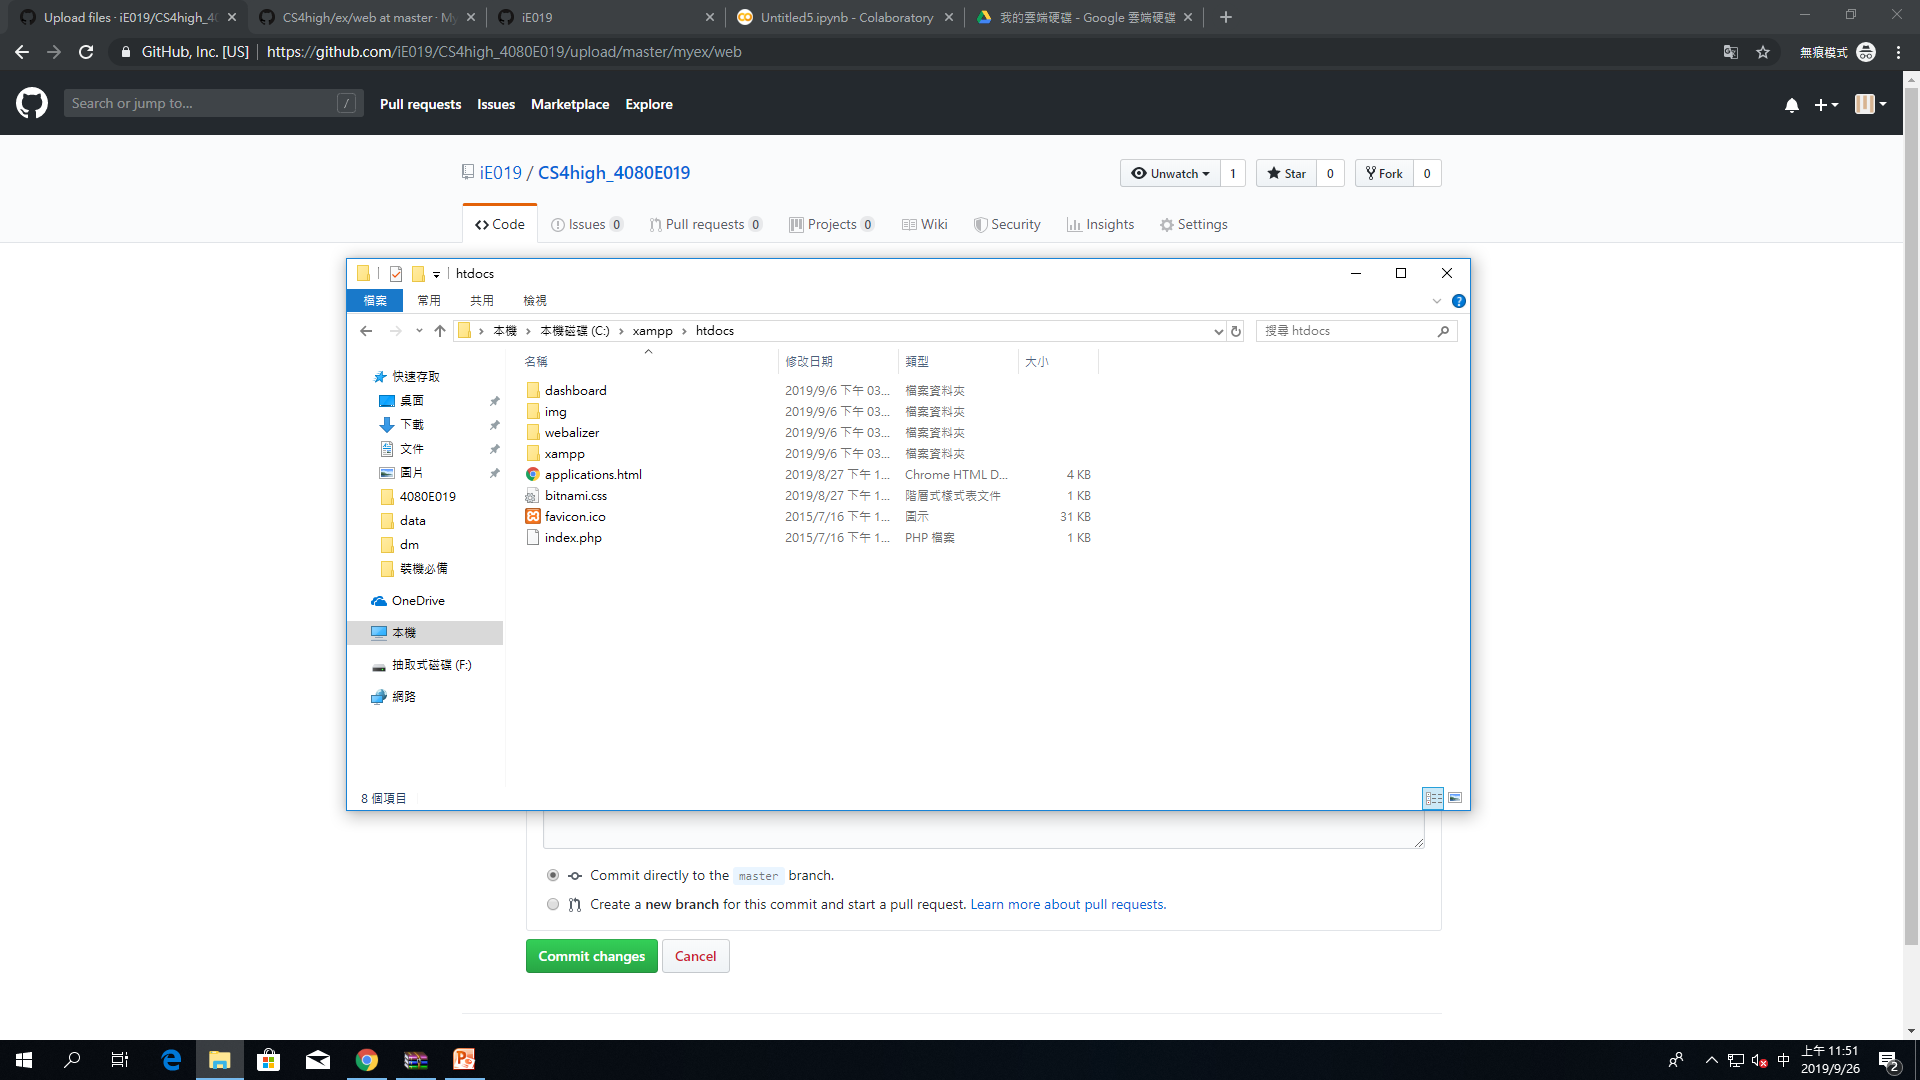 Upload files · iE019/CS4high_40
CS4high/ex/web at master · My
iE019
Untitled5.ipynb - Colaboratory
我的雲端硬碟 - Google 雲端硬碟
GitHub, Inc. [US] | https://github.com/iE019/CS4high_4080E019/upload/master/myex/web
無痕模式
Search or jump to... /
Pull requests Issues Marketplace Explore
iE019 / CS4high_4080E019
Unwatch 1 Star 0 Fork 0
Code Issues 0 Pull requests 0 Projects 0 Wiki Security Insights Settings
htdocs
檔案 常用 共用 檢視
本機 > 本機磁碟 (C:) > xampp > htdocs
搜尋 htdocs
名稱 修改日期 類型 大小
快速存取
桌面
下載
文件
圖片
4080E019
data
dm
裝機必備
OneDrive
本機
抽取式磁碟 (F:)
網路
dashboard 2019/9/6 下午 03... 檔案資料夾
img 2019/9/6 下午 03... 檔案資料夾
webalizer 2019/9/6 下午 03... 檔案資料夾
xampp 2019/9/6 下午 03... 檔案資料夾
applications.html 2019/8/27 下午 1... Chrome HTML D... 4 KB
bitnami.css 2019/8/27 下午 1... 階層式樣式表文件 1 KB
favicon.ico 2015/7/16 下午 1... 圖示 31 KB
index.php 2015/7/16 下午 1... PHP 檔案 1 KB
8 個項目
Commit directly to the master branch.
Create a new branch for this commit and start a pull request. Learn more about pull requests.
Commit changes Cancel
中
上午 11:51
2019/9/26
2